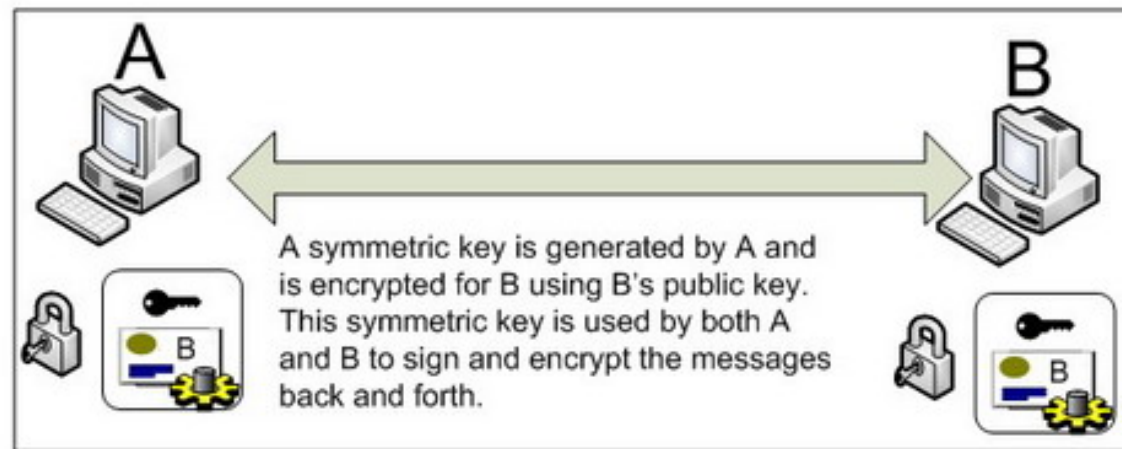 A
B
A symmetric key is generated by A and
is encrypted for B using B's public key.
This symmetric key is used by both A
and B to sign and encrypt the messages
back and forth.
B
B